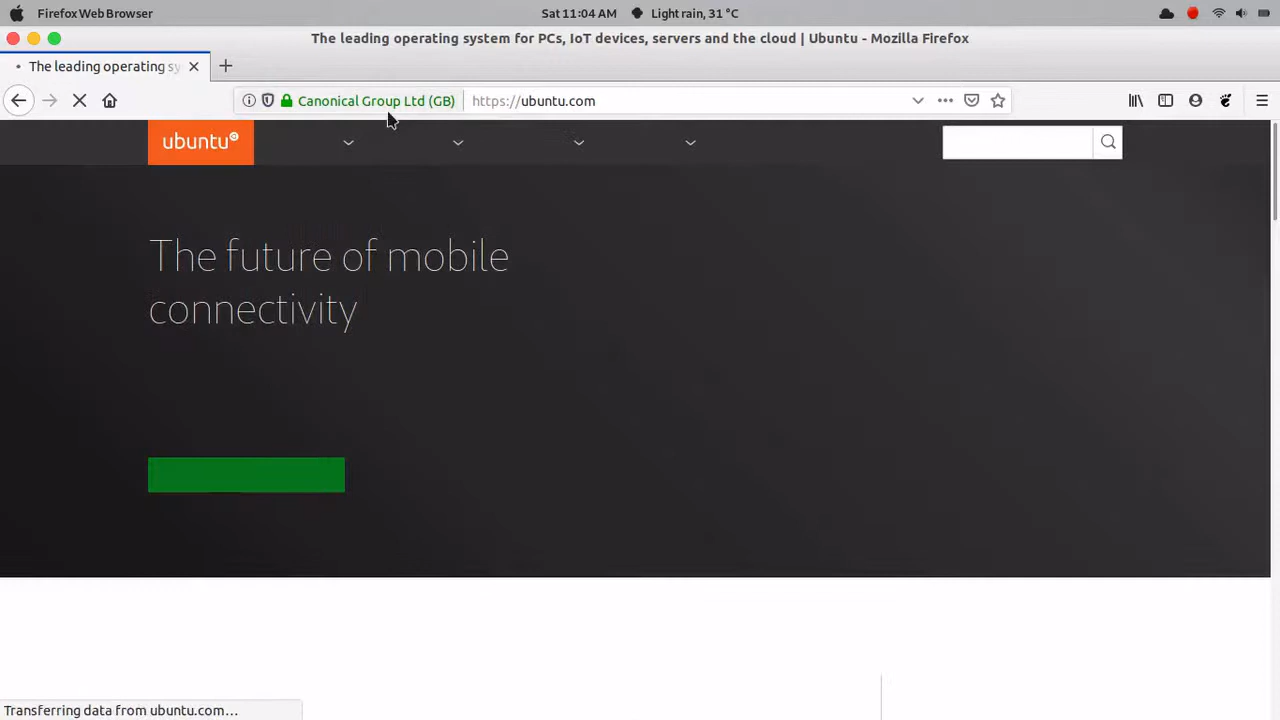 Firefox Web Browser
Sat 11:04 AM
Light rain, 31 °C
The leading operating system for PCs, IoT devices, servers and the cloud | Ubuntu - Mozilla Firefox
The leading operating sy
Canonical Group Ltd (GB)
https://ubuntu.com
ubuntu
The future of mobile
connectivity
Transferring data from ubuntu.com…